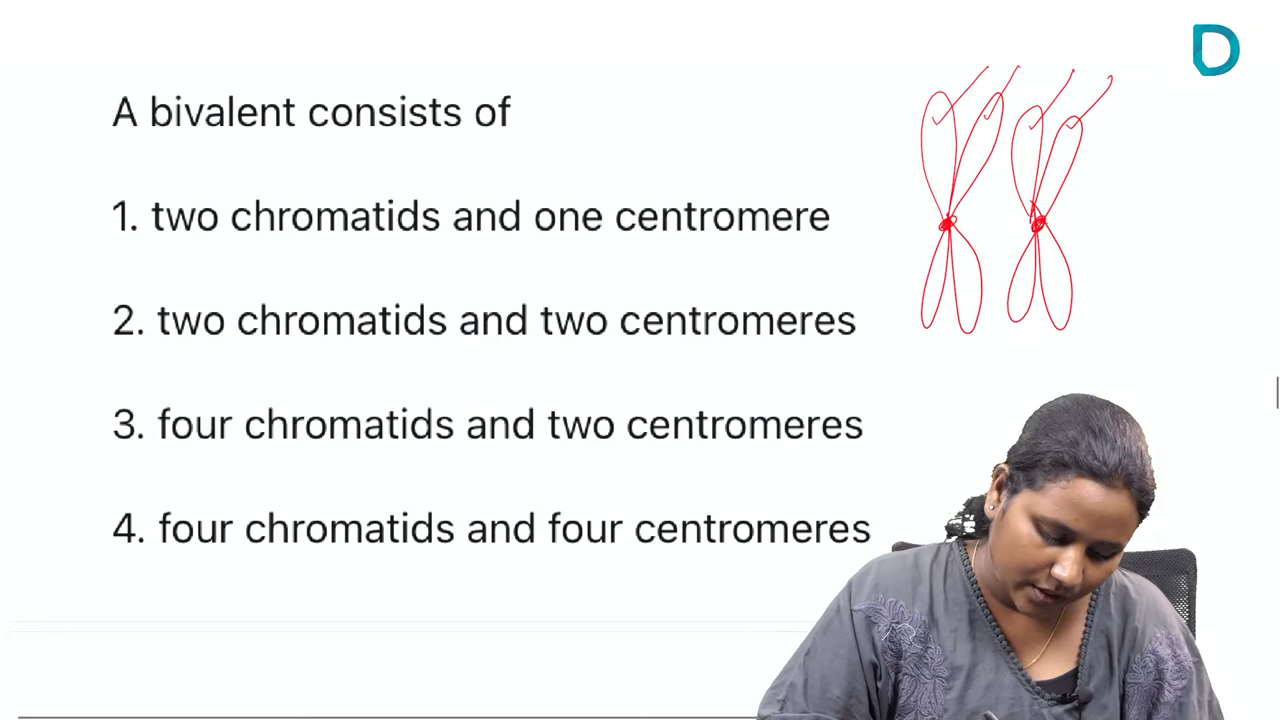 A bivalent consists of
1. two chromatids and one centromere
2. two chromatids and two centromeres
3. four chromatids and two centromeres
4. four chromatids and four centromeres